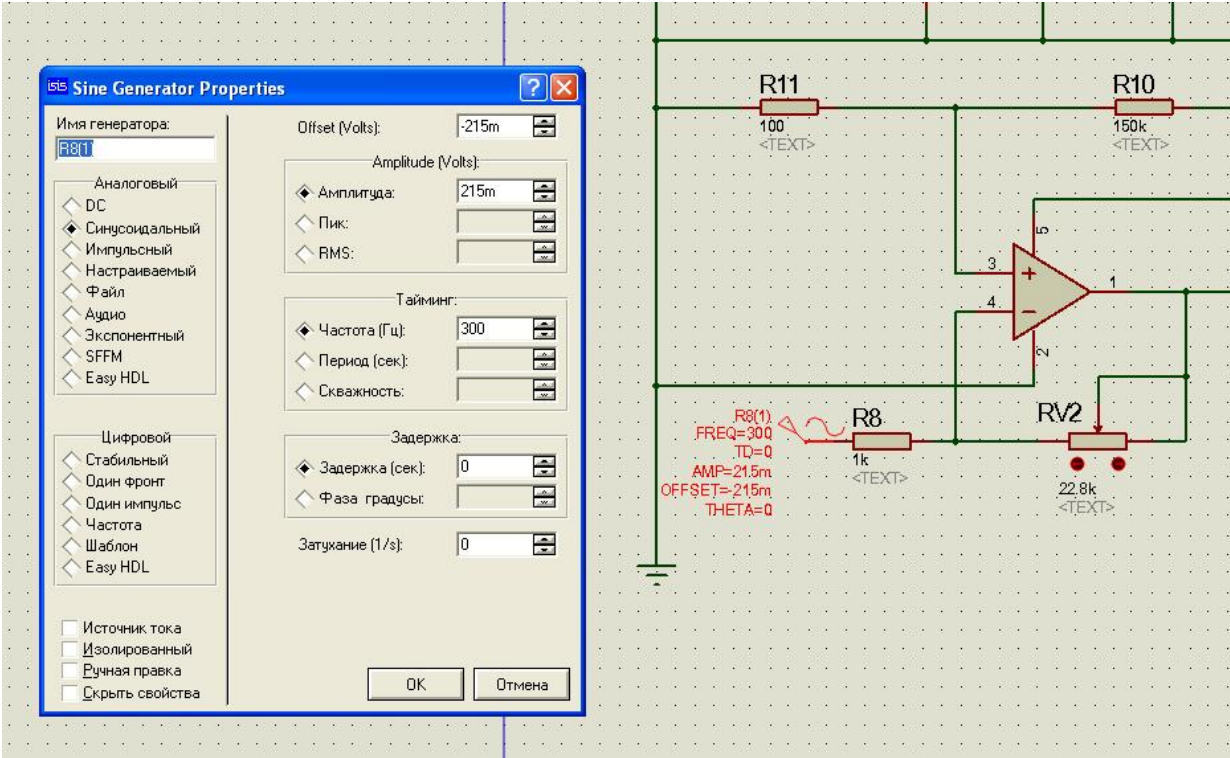 isis Sine Generator Properties
Имя генератора:
R8(1)
Аналоговый
DC
Синусоидальный
Импульсный
Настраиваемый
Файл
Аудио
Экспонентный
SFFM
Easy HDL
Цифровой
Стабильный
Один фронт
Один импульс
Частота
Шаблон
Easy HDL
Источник тока
Изолированный
Ручная правка
Скрыть свойства
Offset (Volts):
-215m
Amplitude (Volts):
Амплитуда:
215m
Пик:
RMS:
Тайминг:
Частота (Гц):
300
Период (сек):
Скважность:
Задержка:
Задержка (сек):
0
Фаза градусы:
Затухание (1/s):
0
OK
Отмена
R11
100
<TEXT>
R10
150k
<TEXT>
5
3
1
4
2
R8(1)
FREQ=300
TD=0
AMP=215m
OFFSET=-215m
THETA=0
R8
1k
<TEXT>
RV2
22.8k
<TEXT>